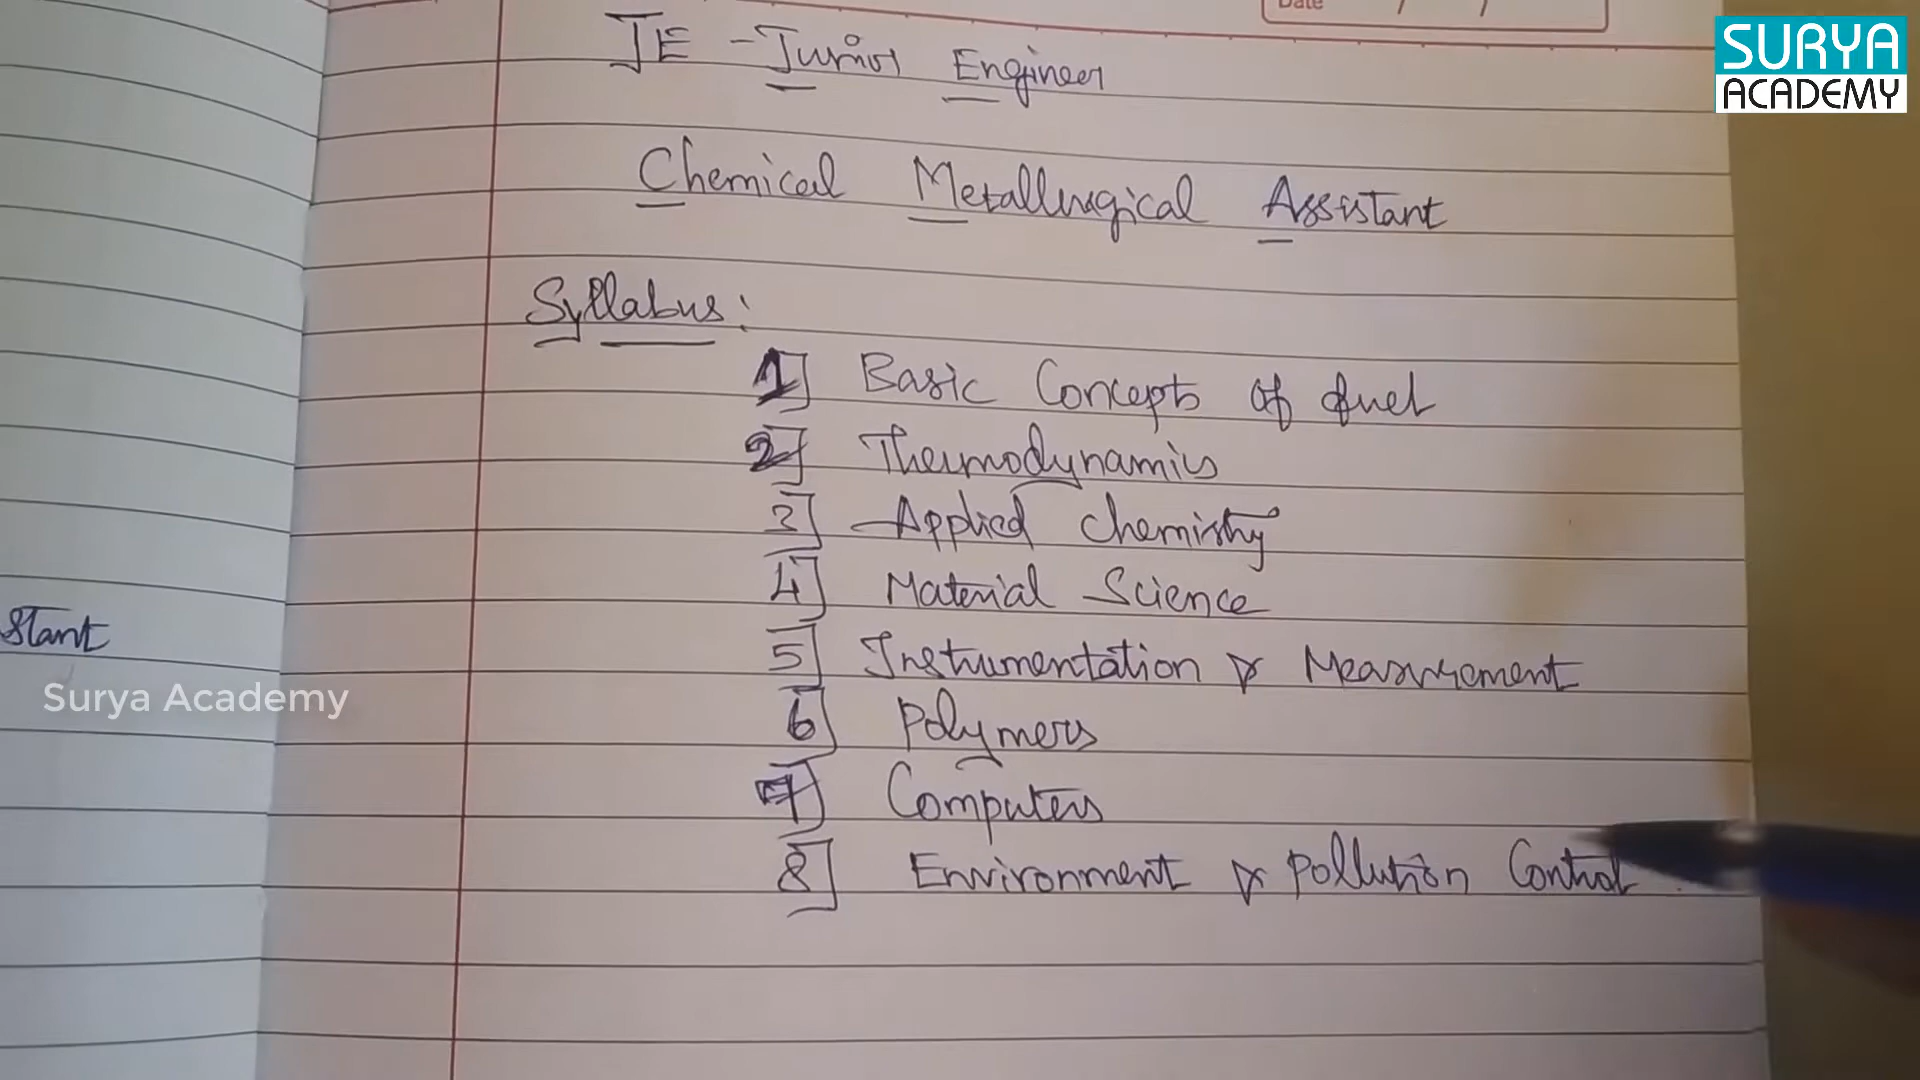 Date / /
SURYA
ACADEMY
JE - Junior Engineer
Chemical Metallurgical Assistant
Syllabus:
1] Basic Concepts of fuel
2] Thermodynamics
3] Applied Chemistry
4] Material Science
5] Instrumentation & Measurement
6] Polymers
7] Computers
8] Environment & Pollution Control
stant
Surya Academy